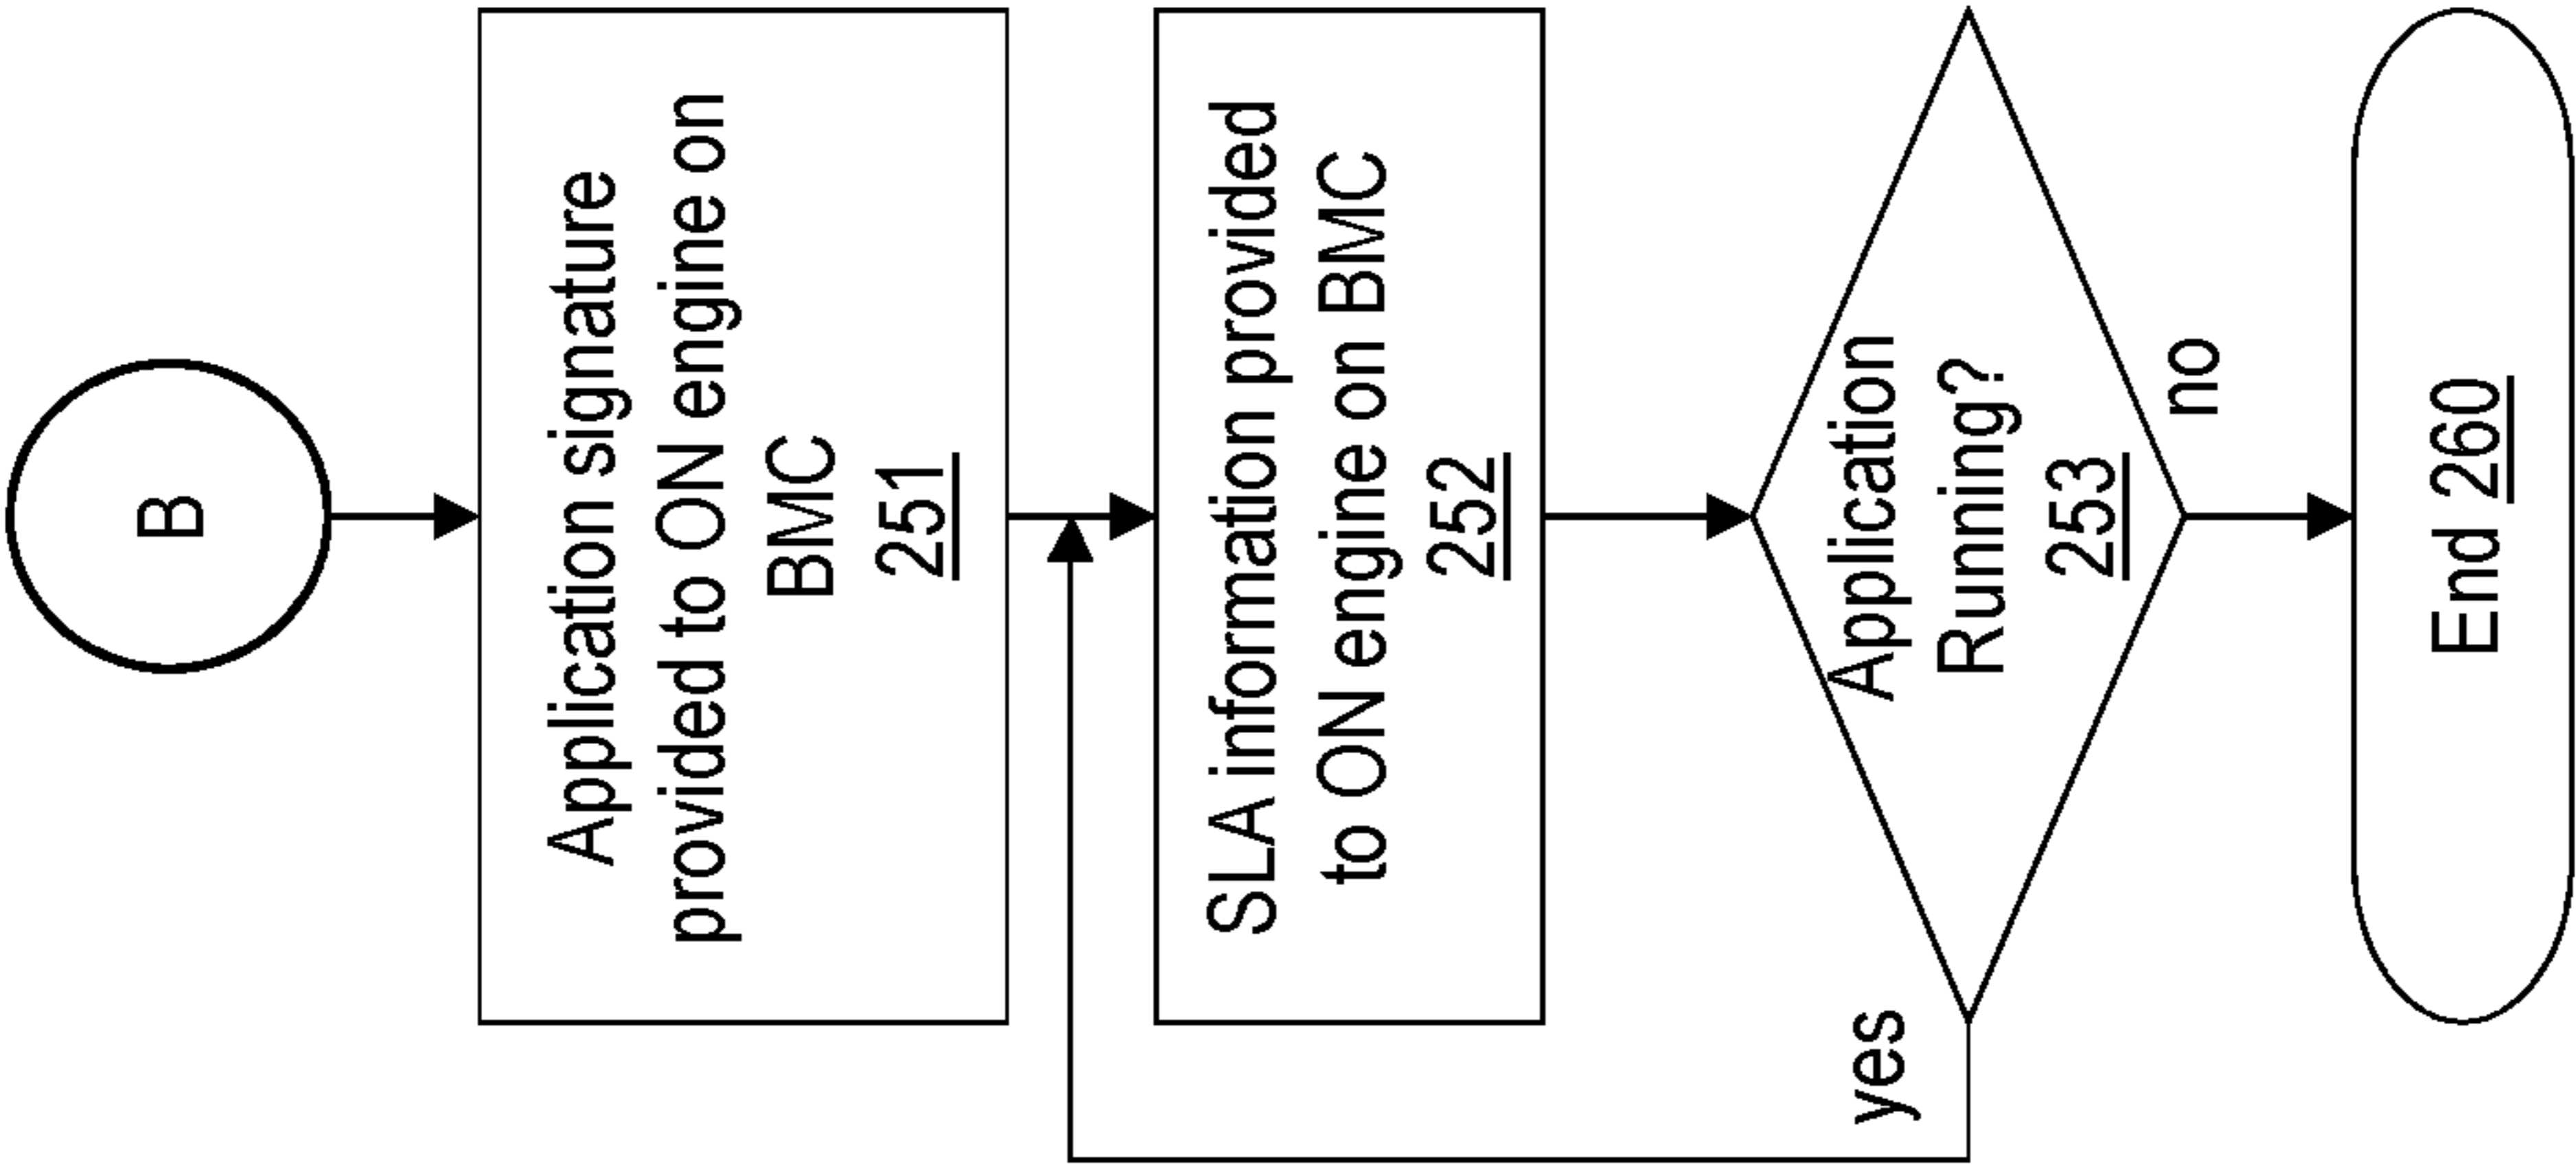 B
Application signature
provided to ON engine on
BMC
251
SLA information provided
to ON engine on BMC
252
Application
Running?
253
yes
no
End 260